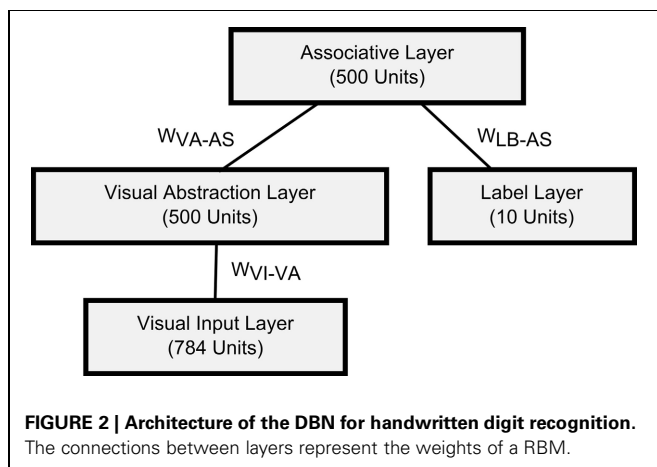 Associative Layer
(500 Units)
WVA-AS
WLB-AS
Visual Abstraction Layer
(500 Units)
Label Layer
(10 Units)
WVI-VA
Visual Input Layer
(784 Units)
FIGURE 2 | Architecture of the DBN for handwritten digit recognition.
The connections between layers represent the weights of a RBM.